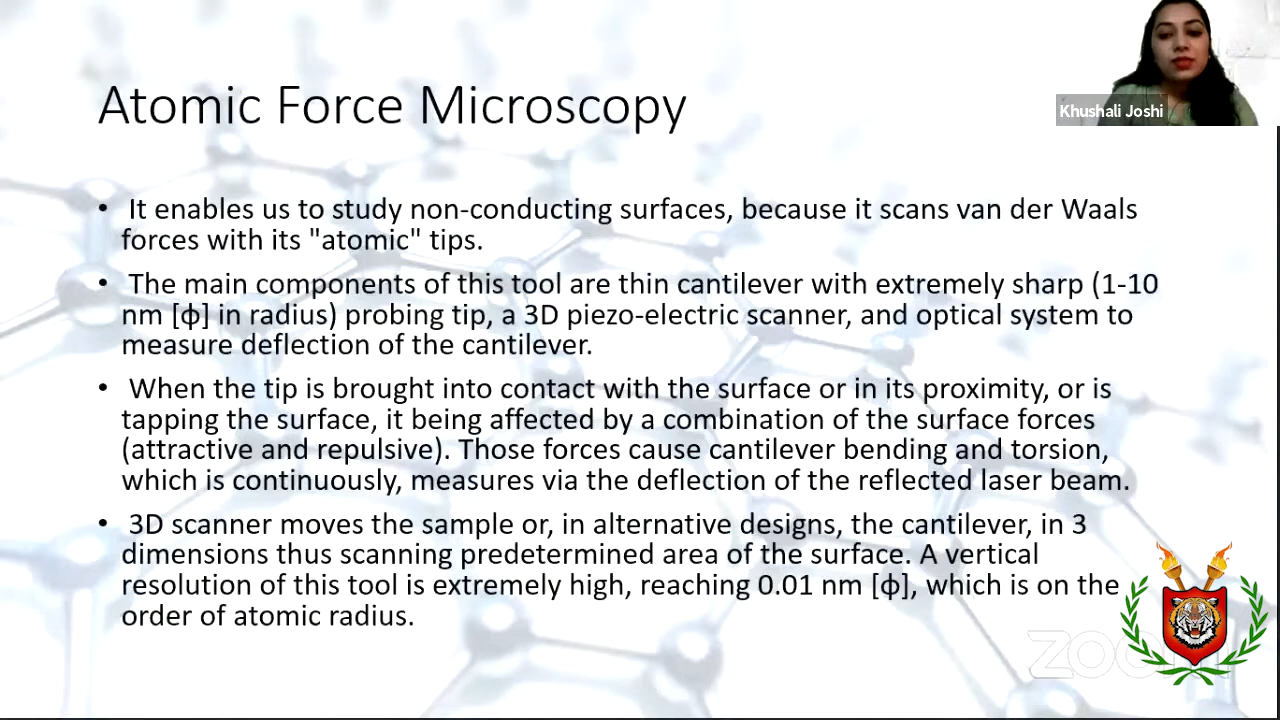 Khushali Joshi
Atomic Force Microscopy
• It enables us to study non-conducting surfaces, because it scans van der Waals
forces with its "atomic" tips.
• The main components of this tool are thin cantilever with extremely sharp (1-10
nm [ф] in radius) probing tip, a 3D piezo-electric scanner, and optical system to
measure deflection of the cantilever.
• When the tip is brought into contact with the surface or in its proximity, or is
tapping the surface, it being affected by a combination of the surface forces
(attractive and repulsive). Those forces cause cantilever bending and torsion,
which is continuously, measures via the deflection of the reflected laser beam.
• 3D scanner moves the sample or, in alternative designs, the cantilever, in 3
dimensions thus scanning predetermined area of the surface. A vertical
resolution of this tool is extremely high, reaching 0.01 nm [ф], which is on the
order of atomic radius.
zoom